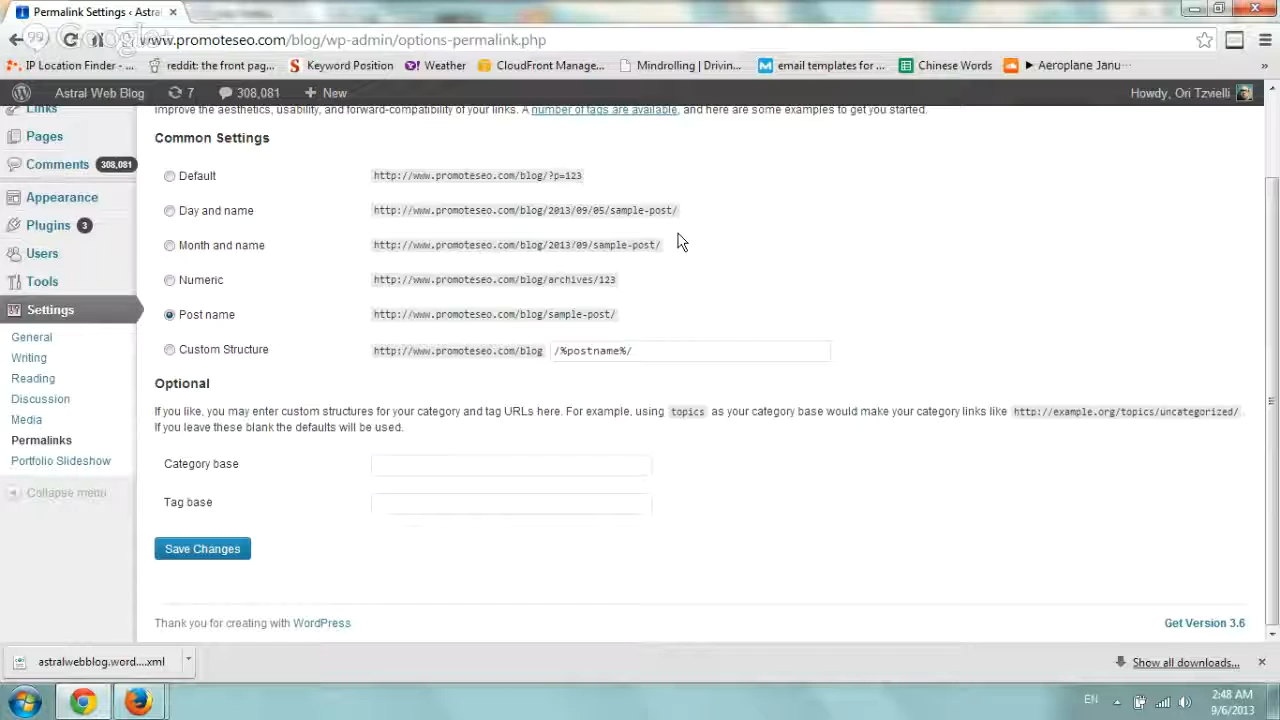 Permalink Settings ‹ Astral
www.promoteseo.com/blog/wp-admin/options-permalink.php
IP Location Finder - ...
reddit: the front pag...
Keyword Position
Weather
CloudFront Manage...
Mindrolling | Drivin...
email templates for ...
Chinese Words
▶ Aeroplane Janu...
»
Astral Web Blog
7
308,081
+ New
Howdy, Ori Tzvielli
Links
Pages
Comments 308,081
Appearance
Plugins 3
Users
Tools
Settings
General
Writing
Reading
Discussion
Media
Permalinks
Portfolio Slideshow
Collapse menu
improve the aesthetics, usability, and forward-compatibility of your links. A number of tags are available, and here are some examples to get you started.
Common Settings
Default http://www.promoteseo.com/blog/?p=123
Day and name http://www.promoteseo.com/blog/2013/09/05/sample-post/
Month and name http://www.promoteseo.com/blog/2013/09/sample-post/
Numeric http://www.promoteseo.com/blog/archives/123
Post name http://www.promoteseo.com/blog/sample-post/
Custom Structure http://www.promoteseo.com/blog /%postname%/
Optional
If you like, you may enter custom structures for your category and tag URLs here. For example, using topics as your category base would make your category links like http://example.org/topics/uncategorized/ .
If you leave these blank the defaults will be used.
Category base
Tag base
Save Changes
Thank you for creating with WordPress
Get Version 3.6
astralwebblog.word....xml
Show all downloads...
EN
2:48 AM
9/6/2013